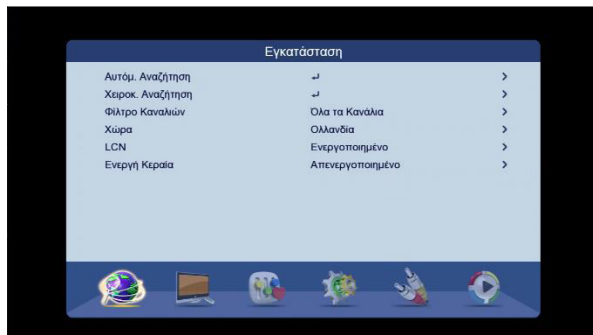 Εγκατάσταση
Αυτόμ. Αναζήτηση
Χειροκ. Αναζήτηση
Φίλτρο Καναλιών Όλα τα Κανάλια
Χώρα Ολλανδία
LCN Ενεργοποιημένο
Ενεργή Κεραία Απενεργοποιημένο